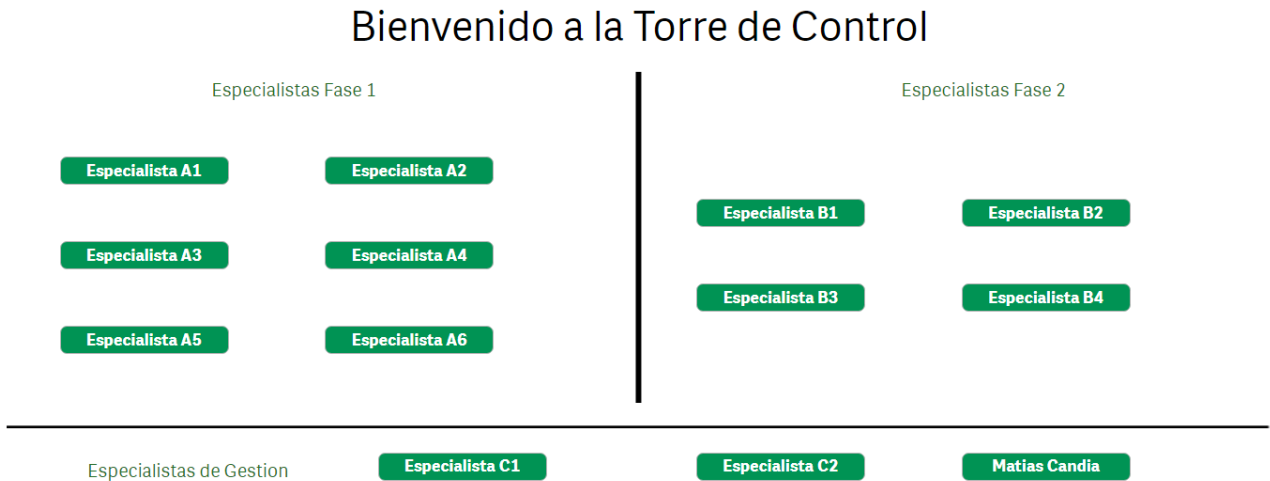 Bienvenido a la Torre de Control
Especialistas Fase 1
Especialista A1
Especialista A2
Especialista A3
Especialista A4
Especialista A5
Especialista A6
Especialistas Fase 2
Especialista B1
Especialista B2
Especialista B3
Especialista B4
Especialistas de Gestion
Especialista C1
Especialista C2
Matias Candia